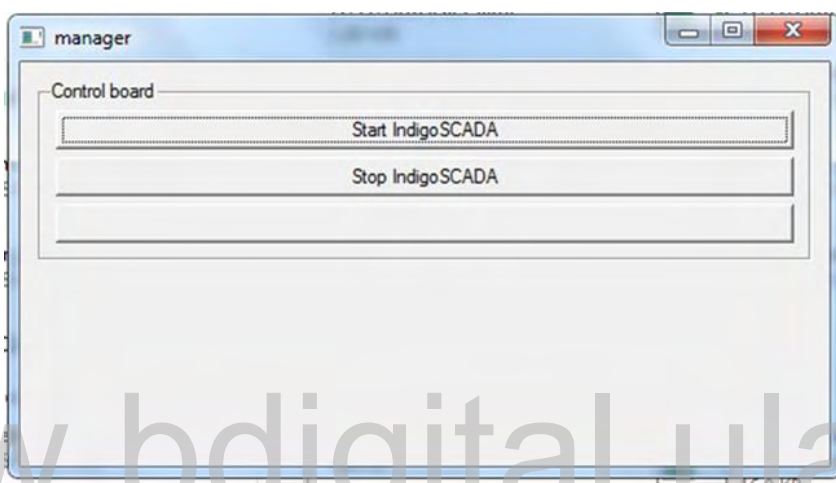 manager
Control board
Start IndigoSCADA
Stop IndigoSCADA